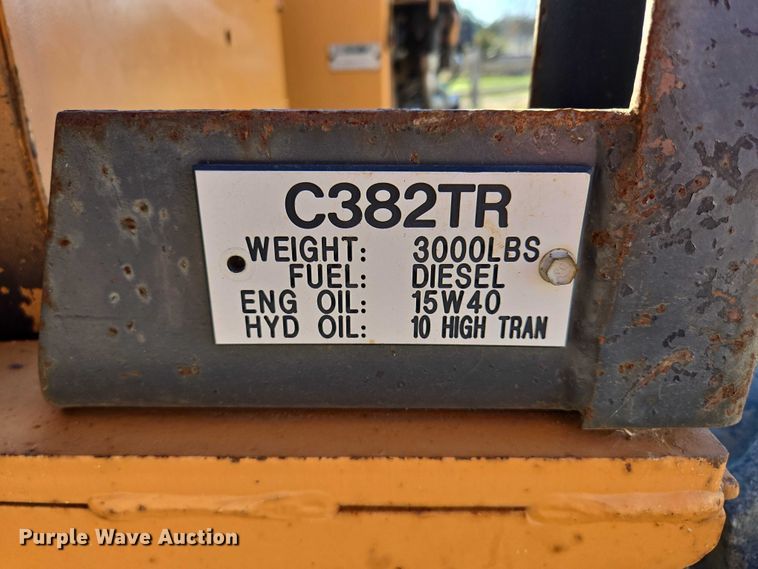 C382TR
WEIGHT: 3000LBS
FUEL: DIESEL
ENG OIL: 15W40
HYD OIL: 10 HIGH TRAN
Purple Wave Auction